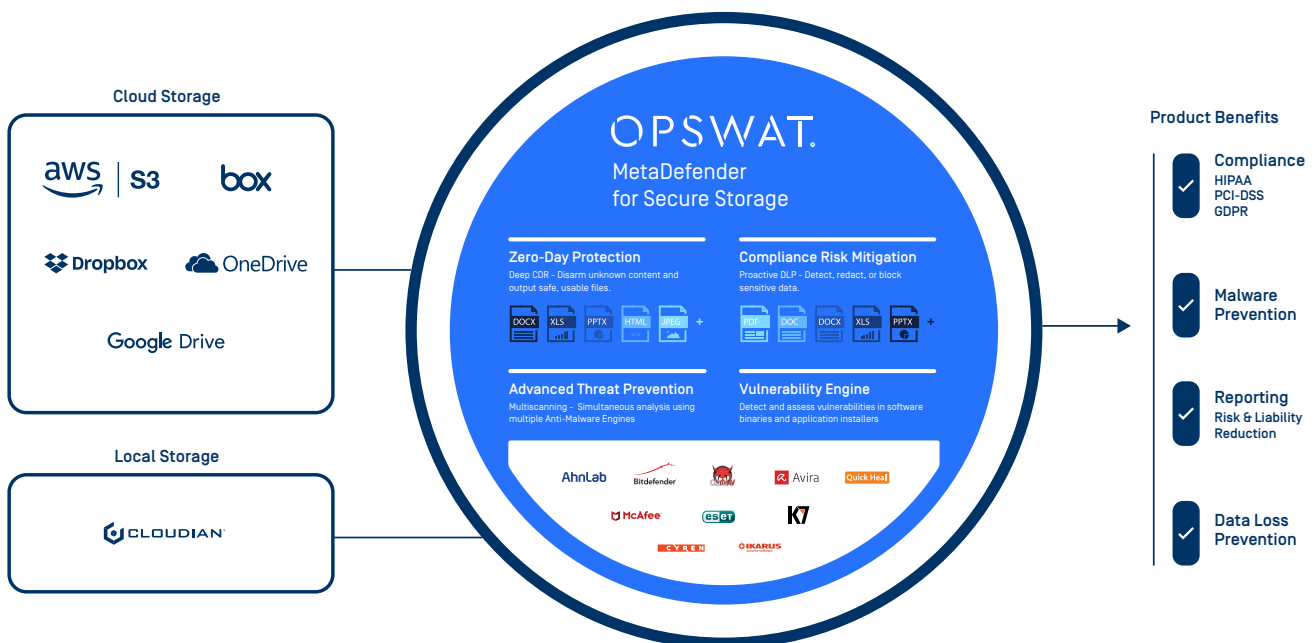 Cloud Storage
aws | S3
box
Dropbox
OneDrive
Google Drive
Local Storage
CLOUDIAN®
OPSWAT.
MetaDefender
for Secure Storage
Zero-Day Protection
Deep CDR - Disarm unknown content and
output safe, usable files.
DOCX XLS PPTX HTML JPEG +
Compliance Risk Mitigation
Proactive DLP - Detect, redact, or block
sensitive data.
PDF DOC DOCX XLS PPTX +
Advanced Threat Prevention
Multiscanning - Simultaneous analysis using
multiple Anti-Malware Engines
Vulnerability Engine
Detect and assess vulnerabilities in software
binaries and application installers
AhnLab
Bitdefender
ClamAV
Avira
Quick Heal
McAfee
eseT
K7
CYREN
IKARUS
security software
Product Benefits
Compliance
HIPAA
PCI-DSS
GDPR
Malware
Prevention
Reporting
Risk & Liability
Reduction
Data Loss
Prevention